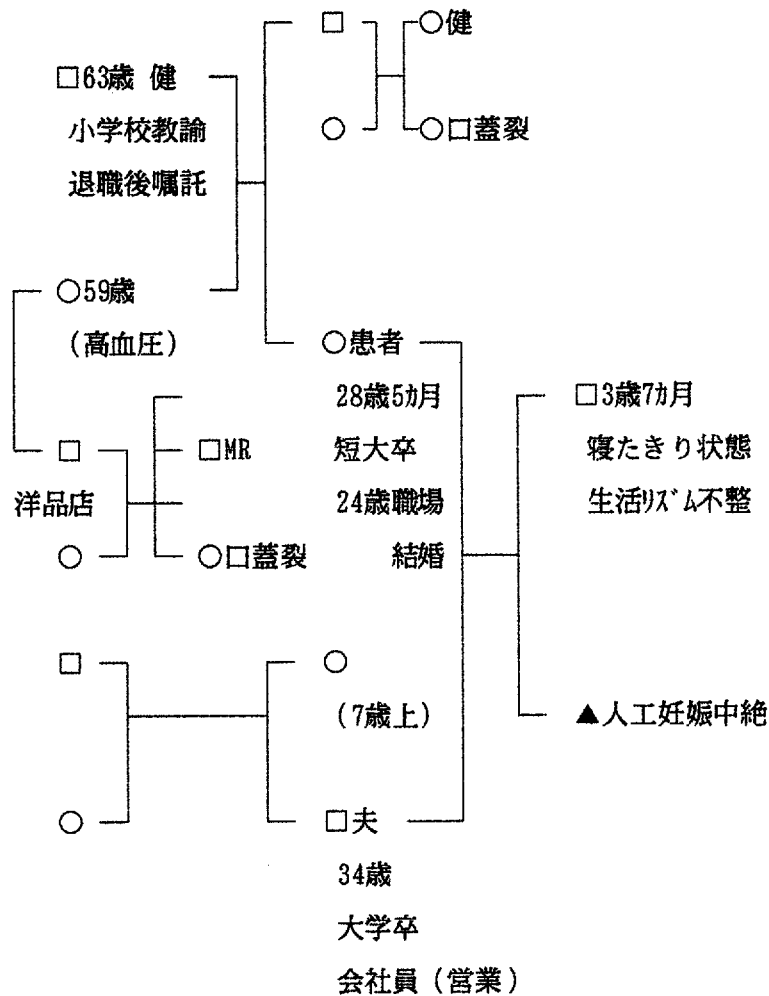 □ ○健
□63歳 健
小学校教諭 ○ ○□蓋裂
退職後嘱託
○59歳
(高血圧) ○患者
28歳5カ月 □3歳7カ月
□ □MR 短大卒 寝たきり状態
洋品店 24歳職場 生活リズム不整
○ ○□蓋裂 結婚
□ ○
(7歳上) ▲人工妊娠中絶
○ □夫
34歳
大学卒
会社員(営業)